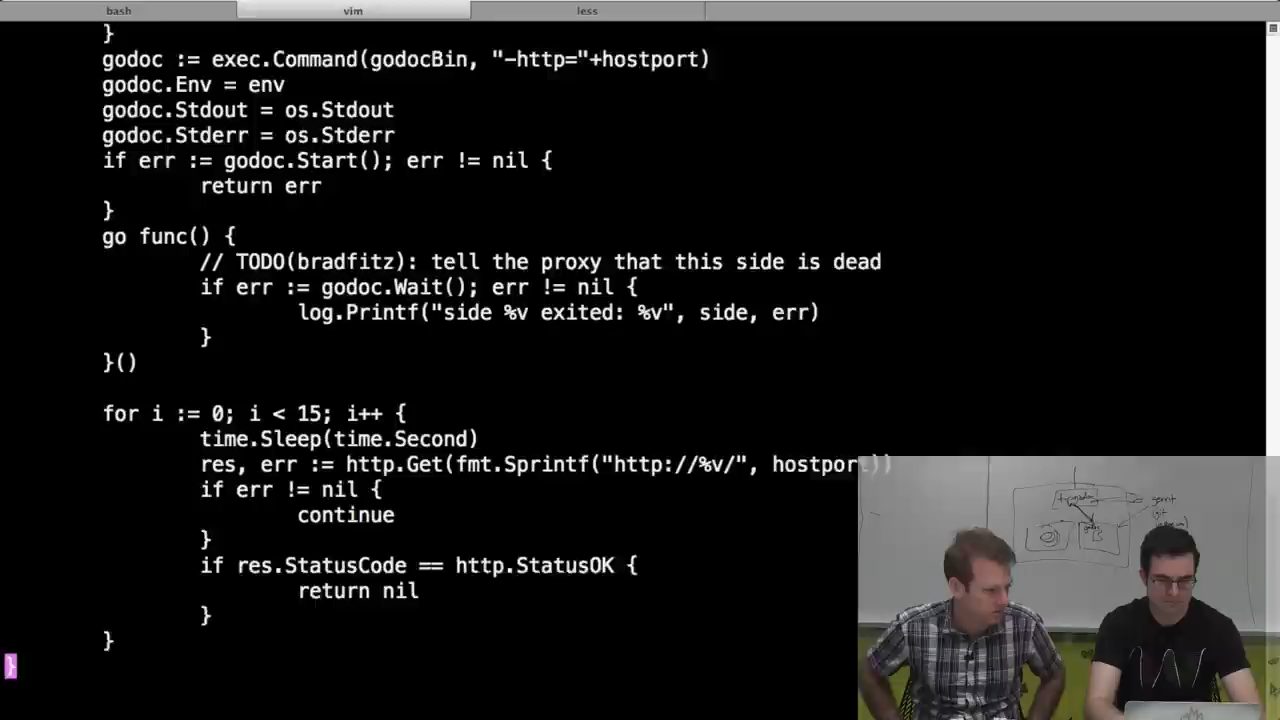 bash vim less
}
godoc := exec.Command(godocBin, "-http="+hostport)
godoc.Env = env
godoc.Stdout = os.Stdout
godoc.Stderr = os.Stderr
if err := godoc.Start(); err != nil {
return err
}
go func() {
// TODO(bradfitz): tell the proxy that this side is dead
if err := godoc.Wait(); err != nil {
log.Printf("side %v exited: %v", side, err)
}
}()
for i := 0; i < 15; i++ {
time.Sleep(time.Second)
res, err := http.Get(fmt.Sprintf("http://%v/", hostport))
if err != nil {
continue
}
if res.StatusCode == http.StatusOK {
return nil
}
}
}